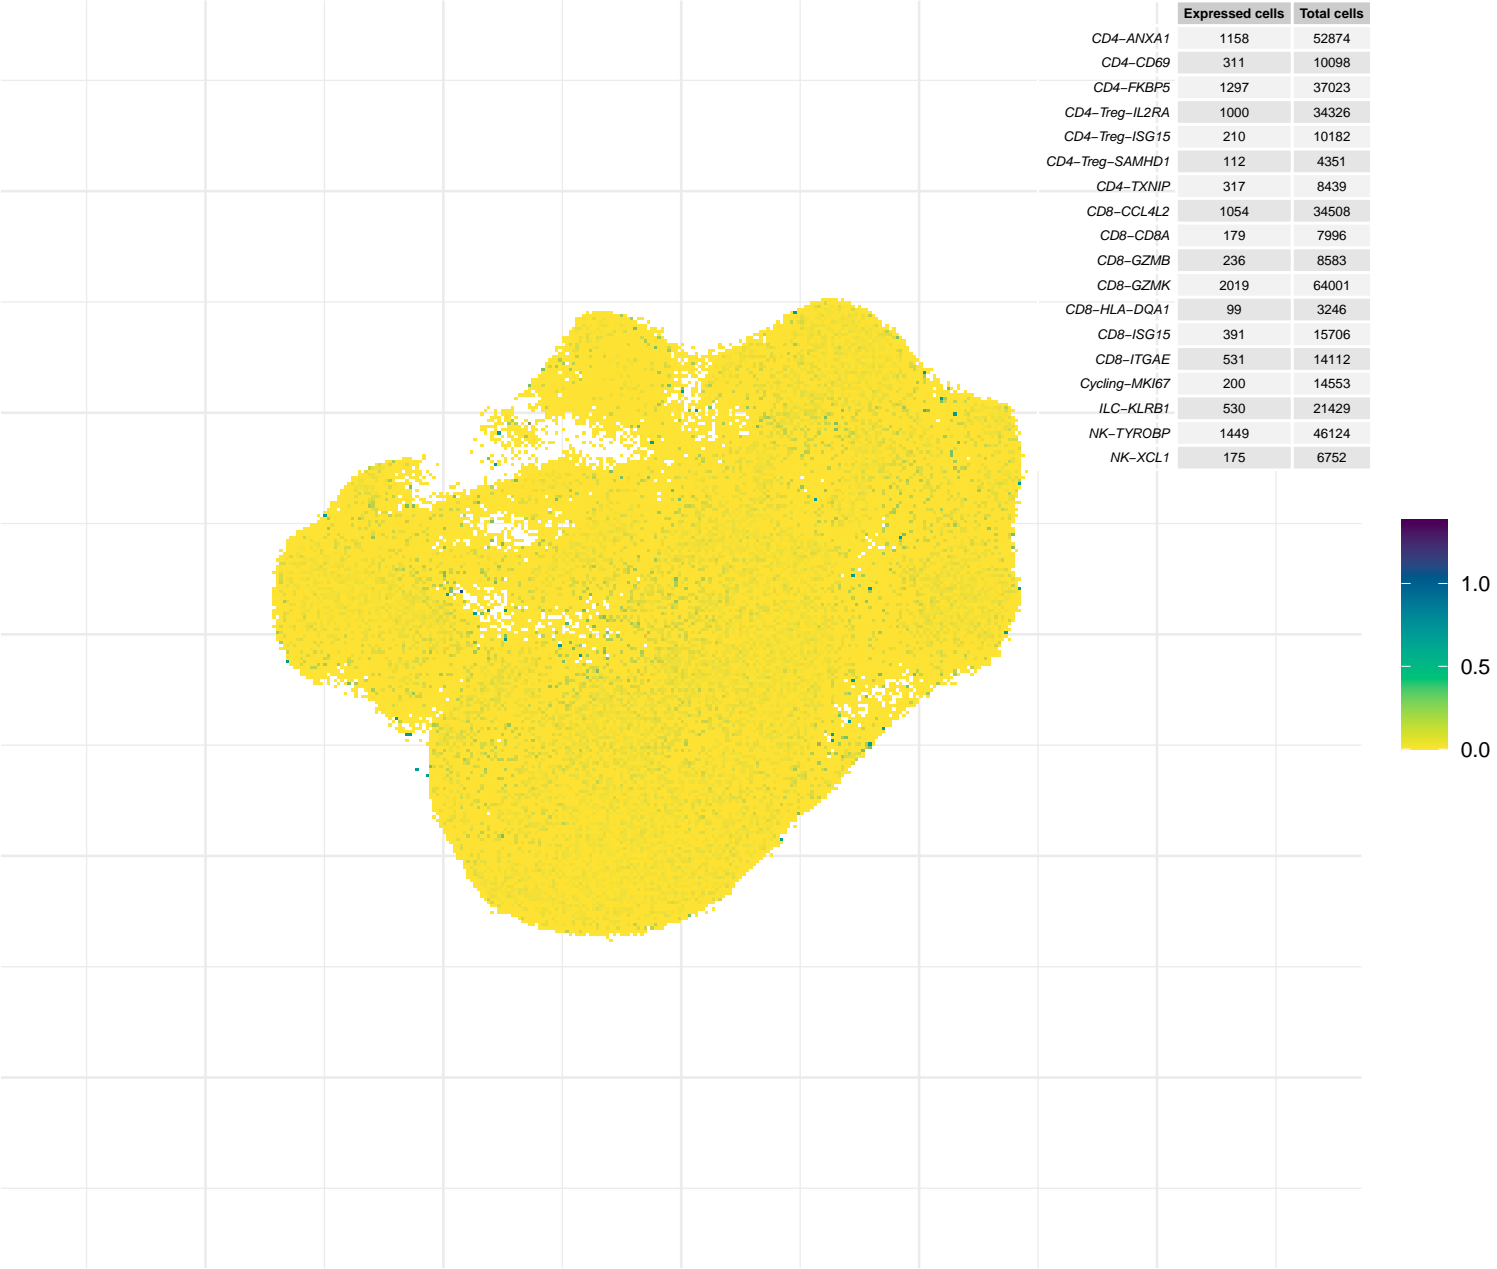 Expressed cells Total cells
CD4−ANXA1 1158 52874
CD4−CD69 311 10098
CD4−FKBP5 1297 37023
CD4−Treg−IL2RA 1000 34326
CD4−Treg−ISG15 210 10182
CD4−Treg−SAMHD1 112 4351
CD4−TXNIP 317 8439
CD8−CCL4L2 1054 34508
CD8−CD8A 179 7996
CD8−GZMB 236 8583
CD8−GZMK 2019 64001
CD8−HLA−DQA1 99 3246
CD8−ISG15 391 15706
CD8−ITGAE 531 14112
Cycling−MKI67 200 14553
ILC−KLRB1 530 21429
NK−TYROBP 1449 46124
NK−XCL1 175 6752
1.0
0.5
0.0